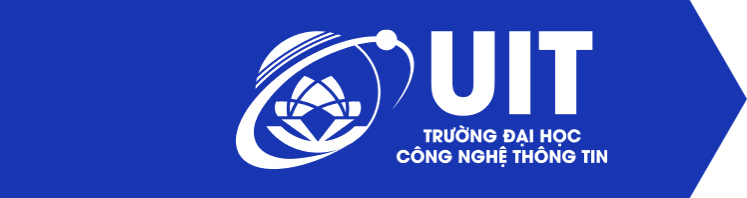 UIT
TRƯỜNG ĐẠI HỌC
CÔNG NGHỆ THÔNG TIN